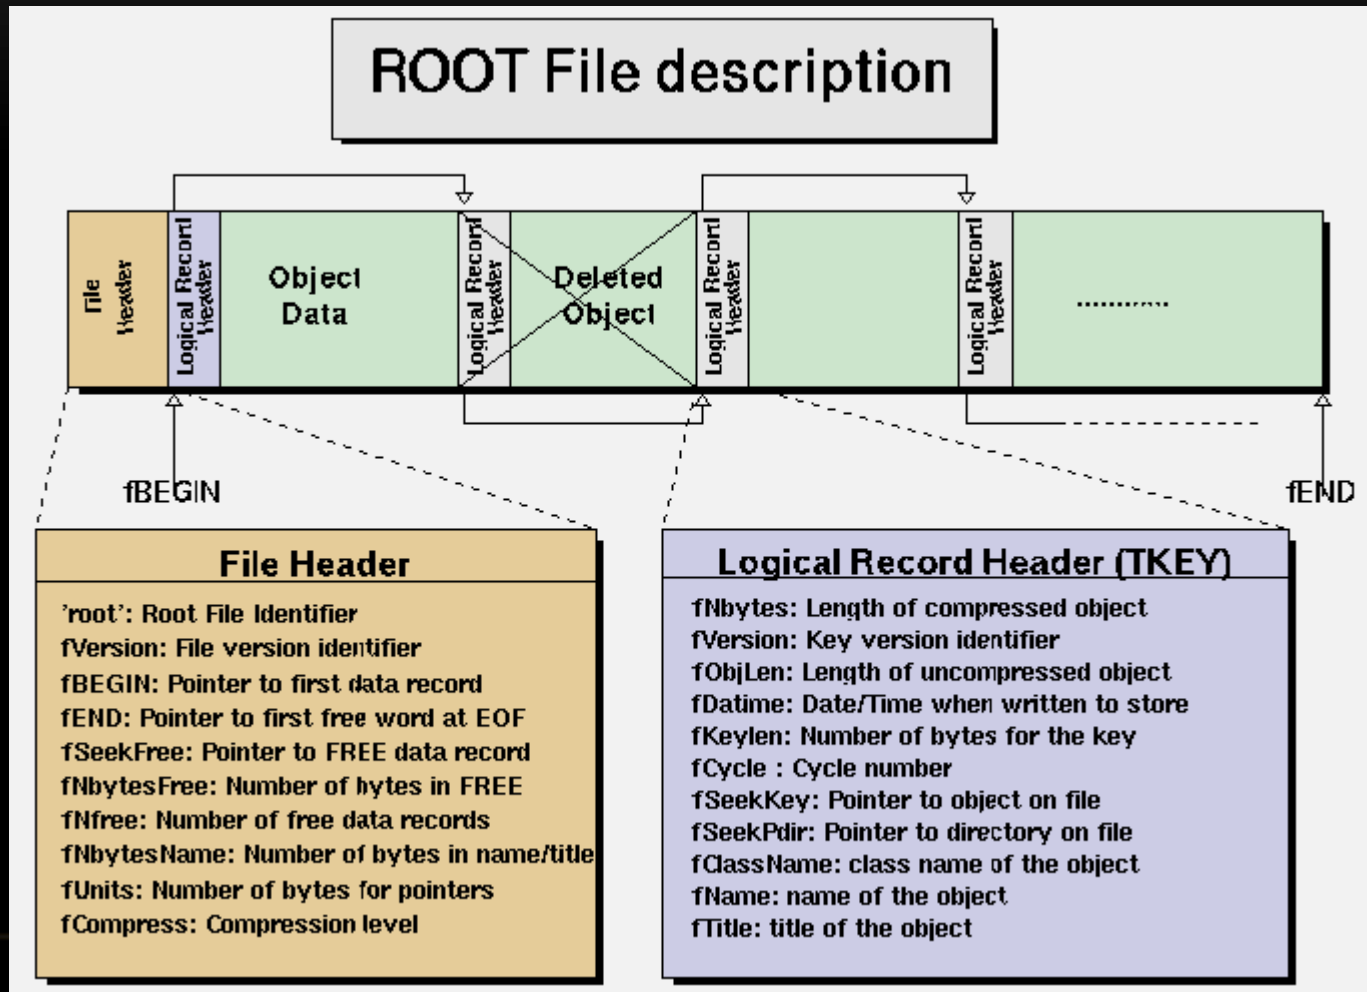 ROOT File description
File
Header
Logical Record
Header
Object
Data
Logical Record
Header
Deleted
Object
Logical Record
Header
Logical Record
Header
............
fBEGIN
fEND
File Header
'root': Root File Identifier
fVersion: File version identifier
fBEGIN: Pointer to first data record
fEND: Pointer to first free word at EOF
fSeekFree: Pointer to FREE data record
fNbytesFree: Number of bytes in FREE
fNfree: Number of free data records
fNbytesName: Number of bytes in name/title
fUnits: Number of bytes for pointers
fCompress: Compression level
Logical Record Header (TKEY)
fNbytes: Length of compressed object
fVersion: Key version identifier
fObjLen: Length of uncompressed object
fDatime: Date/Time when written to store
fKeylen: Number of bytes for the key
fCycle : Cycle number
fSeekKey: Pointer to object on file
fSeekPdir: Pointer to directory on file
fClassName: class name of the object
fName: name of the object
fTitle: title of the object